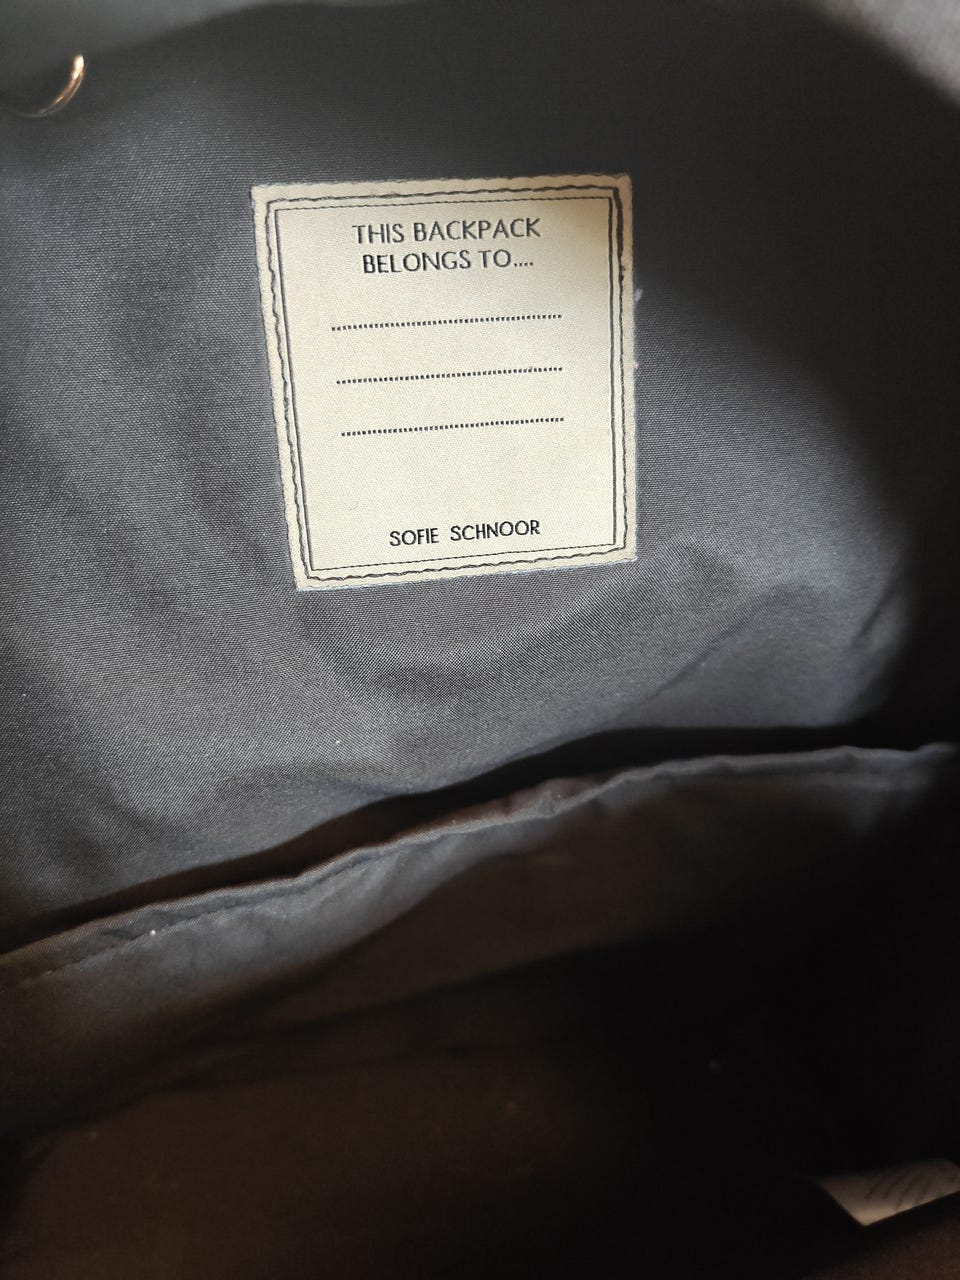 THIS BACKPACK
BELONGS TO....
SOFIE SCHNOOR